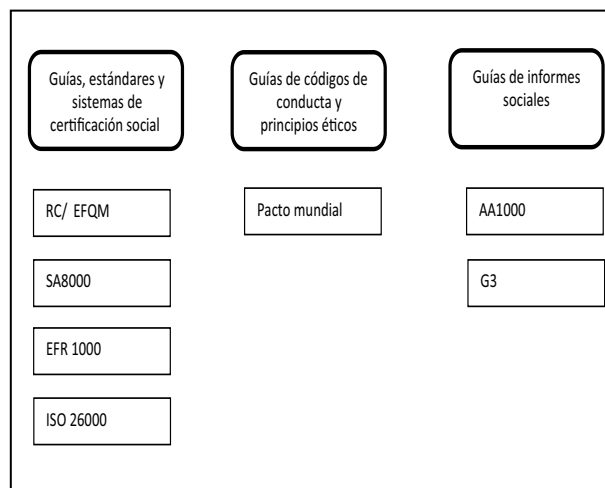 Guías, estándares y
sistemas de
certificación social
RC/ EFQM
SA8000
EFR 1000
ISO 26000
Guías de códigos de
conducta y
principios éticos
Pacto mundial
Guías de informes
sociales
AA1000
G3